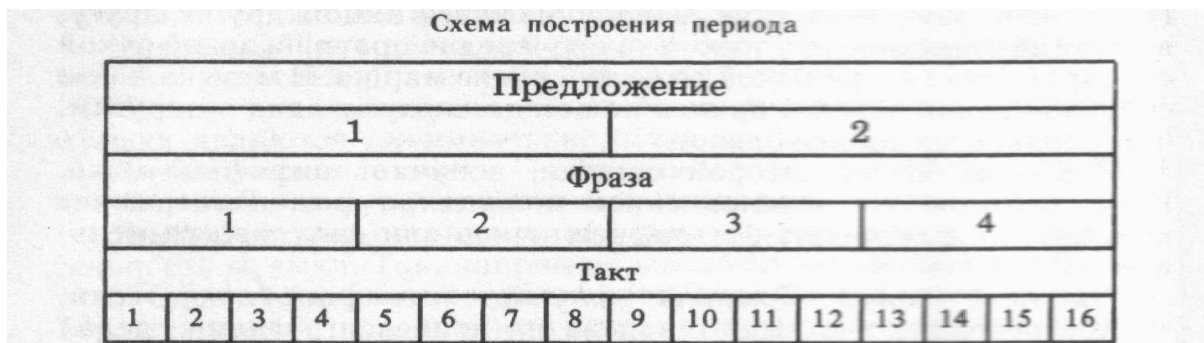 Схема построения периода
Предложение
1 2
Фраза
1 2 3 4
Такт
1 2 3 4 5 6 7 8 9 10 11 12 13 14 15 16